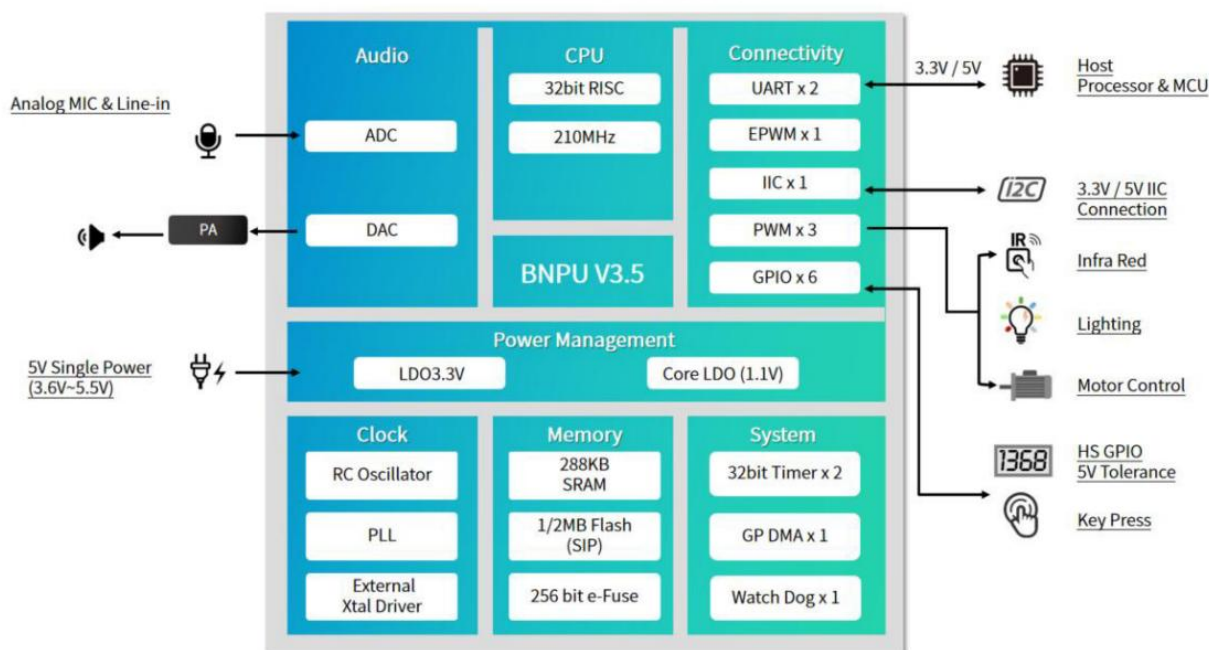 Audio
ADC
DAC
CPU
32bit RISC
210MHz
BNPU V3.5
Connectivity
UART x 2
EPWM x 1
IIC x 1
PWM x 3
GPIO x 6
Analog MIC & Line-in
PA
3.3V / 5V
Host
Processor & MCU
I2C
3.3V / 5V IIC
Connection
IR
Infra Red
Lighting
Motor Control
1368
HS GPIO
5V Tolerance
Key Press
5V Single Power
(3.6V~5.5V)
Power Management
LDO3.3V
Core LDO (1.1V)
Clock
RC Oscillator
PLL
External
Xtal Driver
Memory
288KB
SRAM
1/2MB Flash
(SIP)
256 bit e-Fuse
System
32bit Timer x 2
GP DMA x 1
Watch Dog x 1